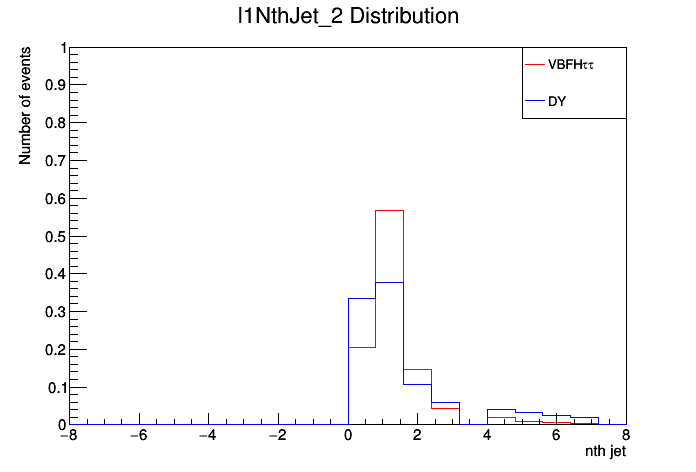 l1NthJet_2 Distribution
Number of events
1
0.9
0.8
0.7
0.6
0.5
0.4
0.3
0.2
0.1
0
VBFHττ
DY
−8 −6 −4 −2 0 2 4 6 8
nth jet